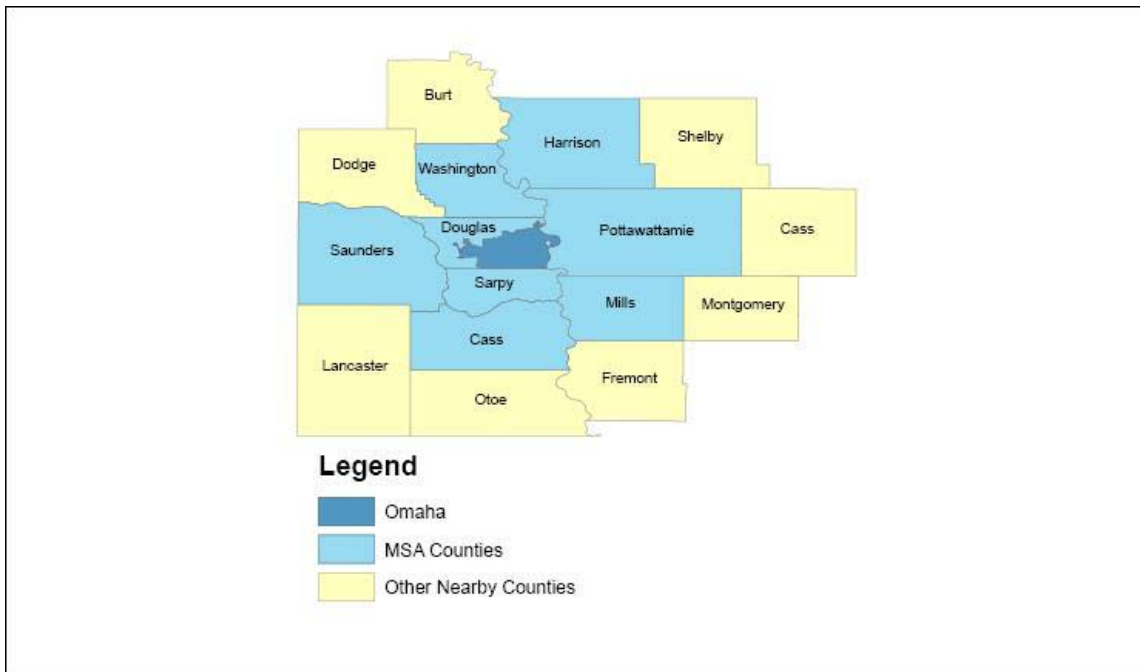 Burt
Harrison
Shelby
Dodge
Washington
Douglas
Pottawattamie
Cass
Saunders
Sarpy
Mills
Montgomery
Cass
Lancaster
Fremont
Otoe
Legend
Omaha
MSA Counties
Other Nearby Counties